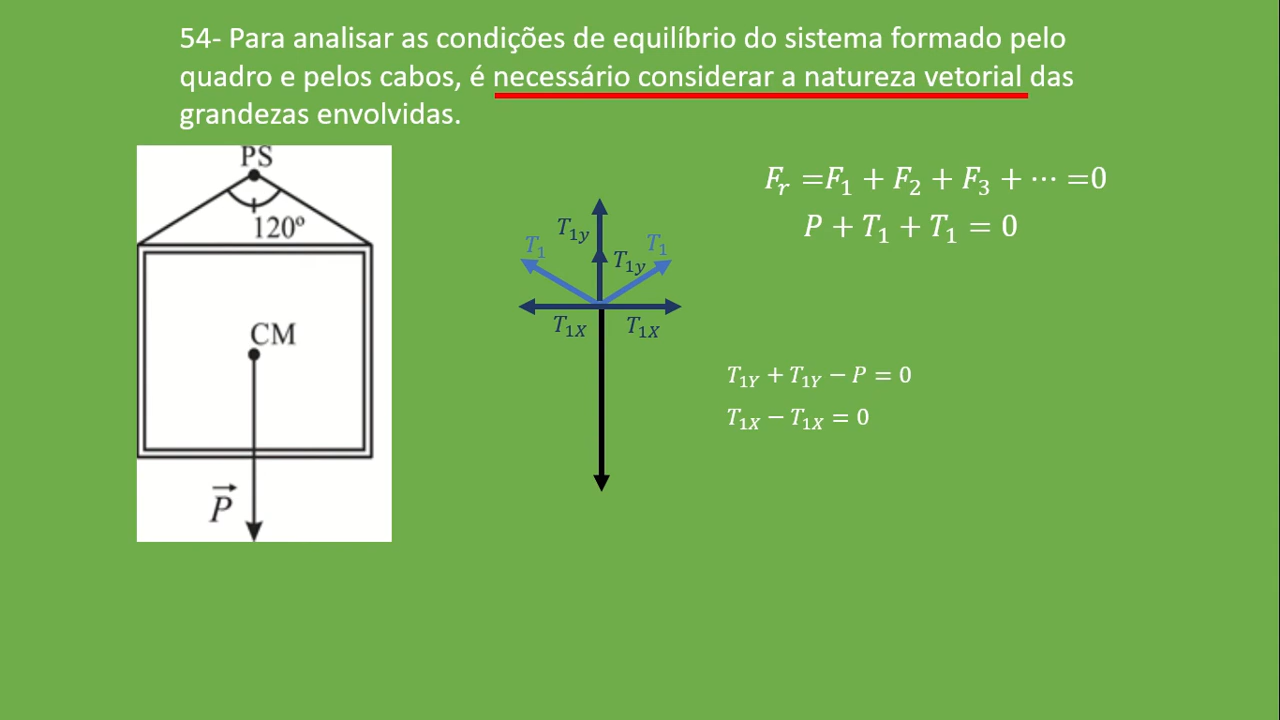 54- Para analisar as condições de equilíbrio do sistema formado pelo
quadro e pelos cabos, é necessário considerar a natureza vetorial das
grandezas envolvidas.
PS
120º
CM
P⃗
T₁y
T₁
T₁
T₁y
T₁X
T₁X
Fᵣ =F₁ + F₂ + F₃ + ⋯ =0
P + T₁ + T₁ = 0
T₁Y + T₁Y − P = 0
T₁X − T₁X = 0